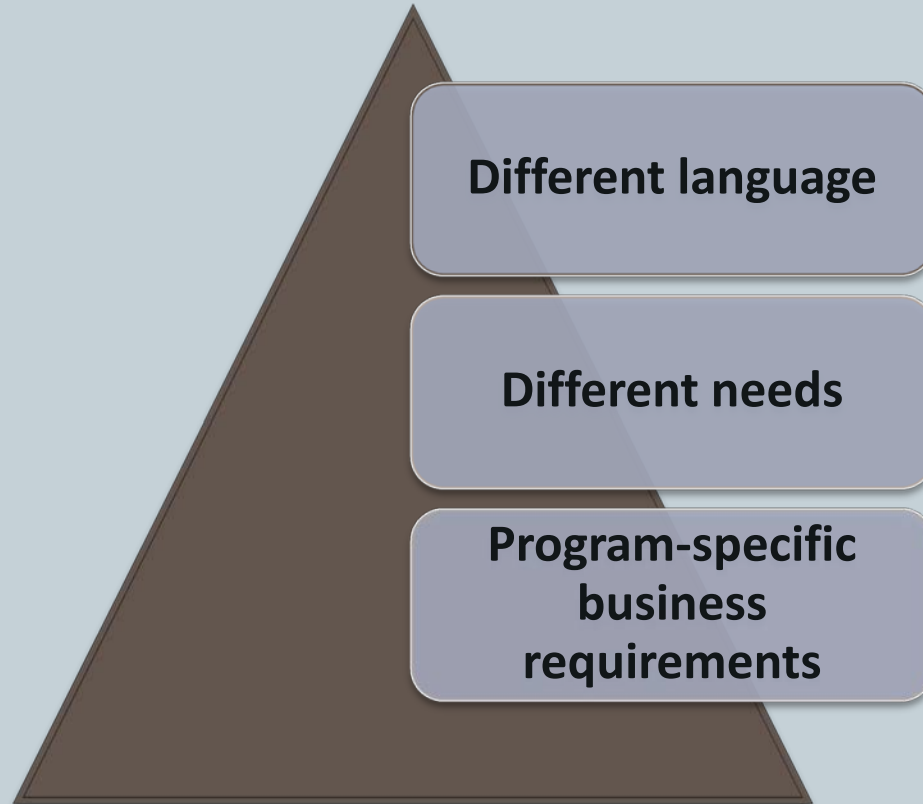 Different language
Different needs
Program-specific
business
requirements